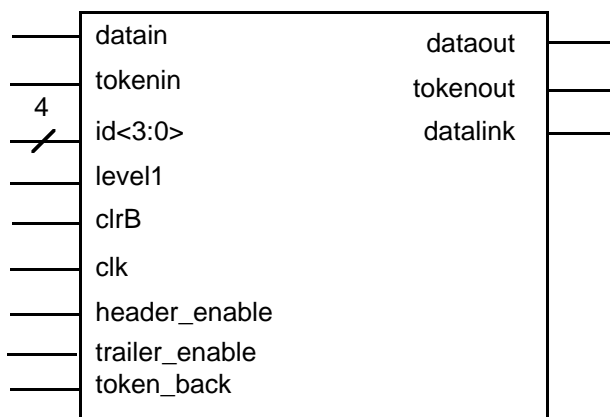 datain
dataout
tokenin
tokenout
4
id<3:0>
datalink
level1
clrB
clk
header_enable
trailer_enable
token_back